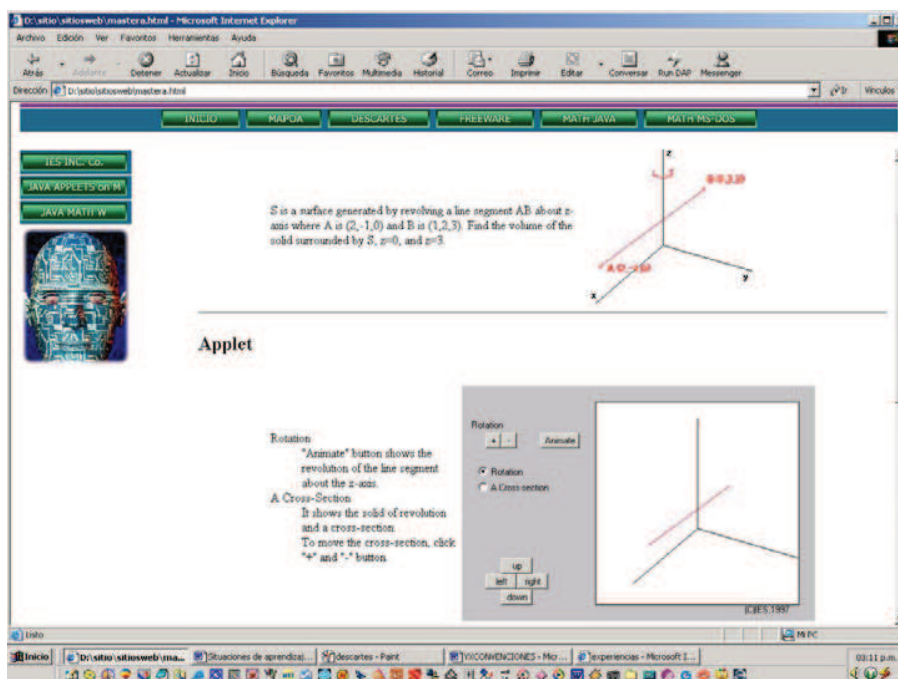 D:\sitio\sitiosweb\mastera.html - Microsoft Internet Explorer
Archivo Edición Ver Favoritos Herramientas Ayuda
Atrás Adelante Detener Actualizar Inicio Búsqueda Favoritos Multimedia Historial Correo Imprimir Editar Conversar Run DAP Messenger
Dirección D:\sitio\sitiosweb\mastera.html Ir Vínculos
INICIO MAPOA DESCARTES FREEWARE MATH JAVA MATH MS-DOS
IES INC. Co.
JAVA APPLETS on M
JAVA MATH W
S is a surface generated by revolving a line segment AB about z-
axis where A is (2,-1,0) and B is (1,2,3). Find the volume of the
solid surrounded by S, z=0, and z=3.
z
x
y
Applet
Rotation
"Animate" button shows the
revolution of the line segment
about the z-axis.
A Cross-Section
It shows the solid of revolution
and a cross-section.
To move the cross-section, click
"+" and "-" button.
Rotation
+ - Animate
Rotation
A Cross-section
up
left right
down
(C)IES,1997
Listo Mi PC
Inicio D:\sitio\sitiosweb\ma... Situaciones de aprendizaj... descartes - Paint XXCONVENCIONES - Micr... experiencias - Microsoft I... 03:11 p.m.